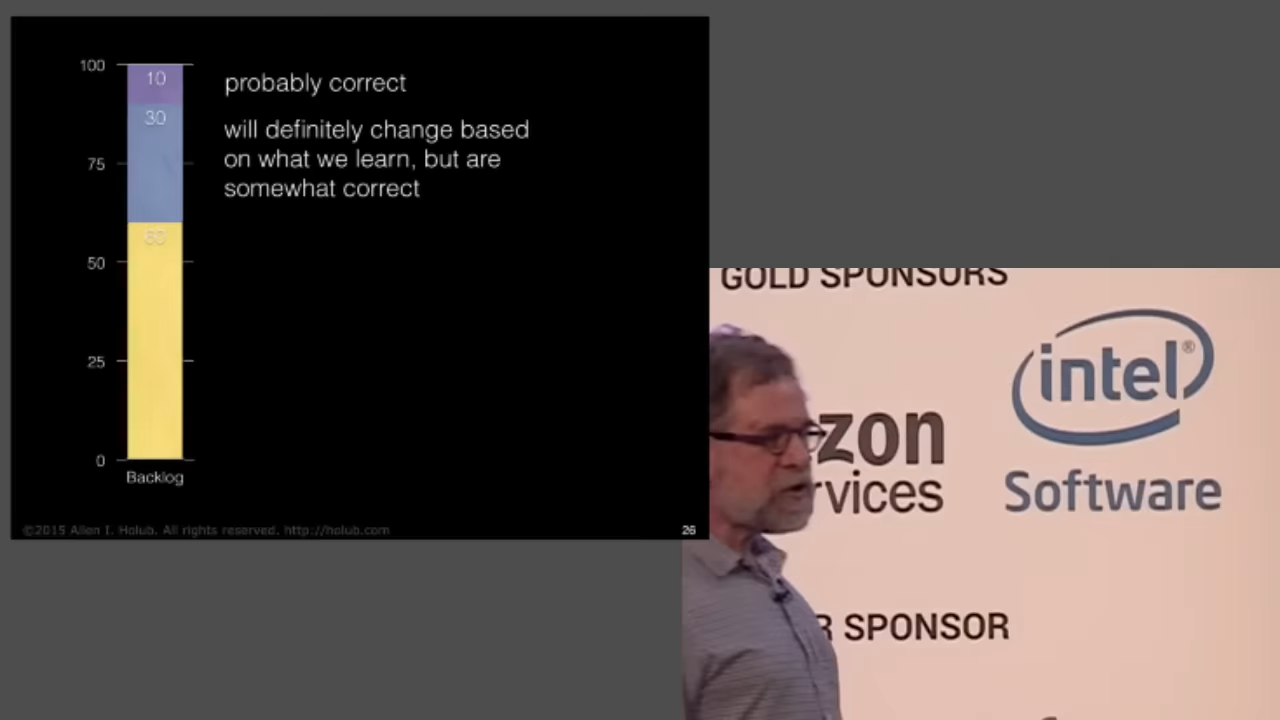 100
10
probably correct
30
will definitely change based
75
on what we learn, but are
somewhat correct
60
50
25
0
Backlog
©2015 Allen I. Holub. All rights reserved. http://holub.com
26
GOLD SPONSORS
intel®
Software
zon
rvices
R SPONSOR